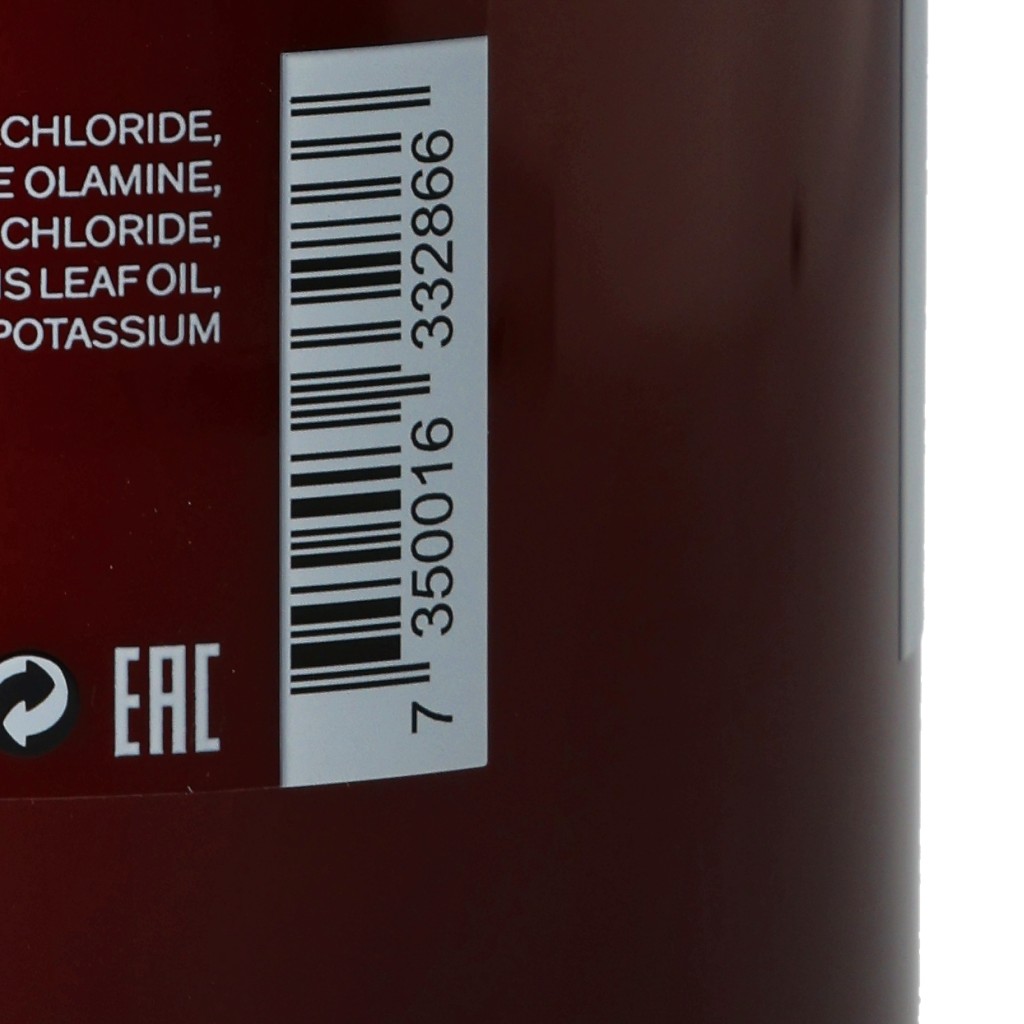 CHLORIDE,
E OLAMINE,
CHLORIDE,
IS LEAF OIL,
POTASSIUM
EAC
7 350016 332866